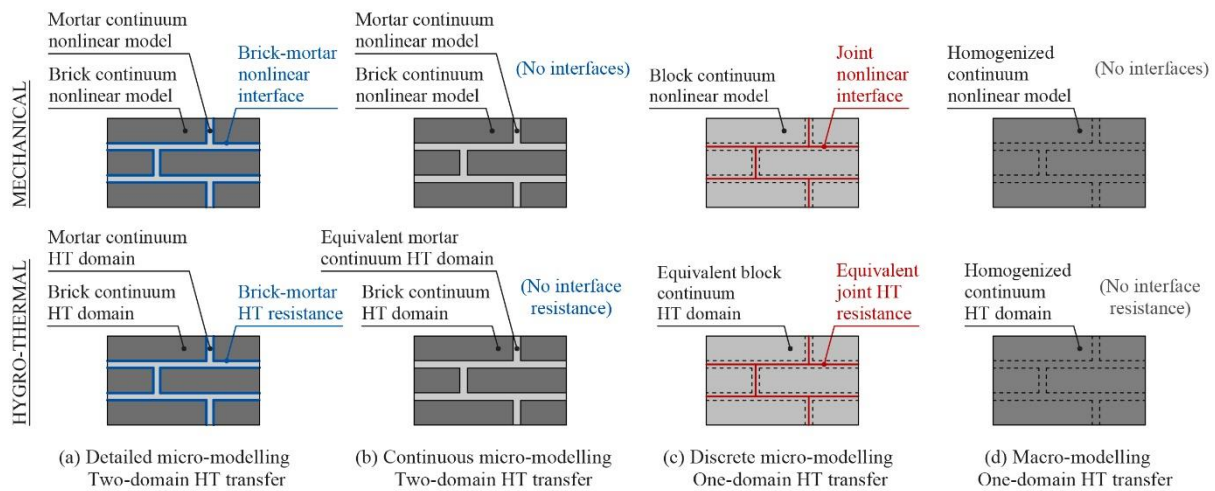 MECHANICAL
Mortar continuum
nonlinear model
Brick continuum
nonlinear model
Brick-mortar
nonlinear
interface
Mortar continuum
nonlinear model
Brick continuum
nonlinear model
(No interfaces)
Block continuum
nonlinear model
Joint
nonlinear
interface
Homogenized
continuum
nonlinear model
(No interfaces)
HYGRO-THERMAL
Mortar continuum
HT domain
Brick continuum
HT domain
Brick-mortar
HT resistance
Equivalent mortar
continuum HT domain
Brick continuum
HT domain
(No interface
resistance)
Equivalent block
continuum
HT domain
Equivalent
joint HT
resistance
Homogenized
continuum
HT domain
(No interface
resistance)
(a) Detailed micro-modelling
Two-domain HT transfer
(b) Continuous micro-modelling
Two-domain HT transfer
(c) Discrete micro-modelling
One-domain HT transfer
(d) Macro-modelling
One-domain HT transfer